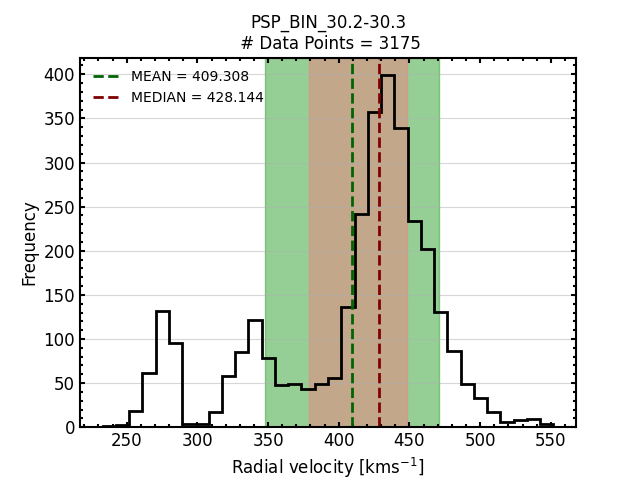 PSP_BIN_30.2-30.3
# Data Points = 3175
MEAN = 409.308
MEDIAN = 428.144
400
350
300
250
200
150
100
50
0
Frequency
250 300 350 400 450 500 550
Radial velocity [kms⁻¹]